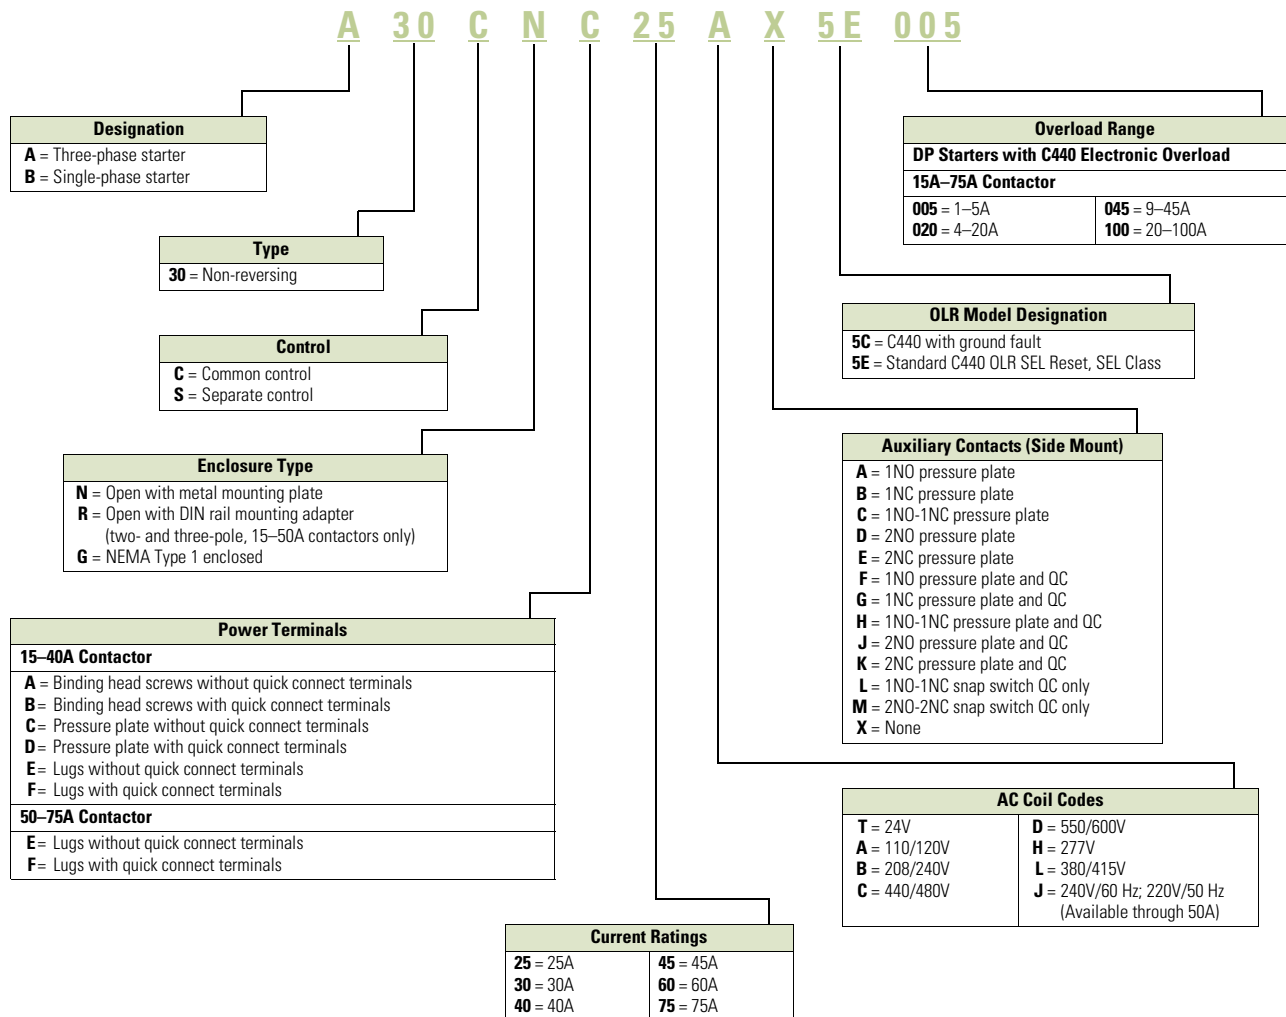 A 30 C N C 25 A X 5E 005
Designation
A = Three-phase starter
B = Single-phase starter
Type
30 = Non-reversing
Control
C = Common control
S = Separate control
Enclosure Type
N = Open with metal mounting plate
R = Open with DIN rail mounting adapter
(two- and three-pole, 15–50A contactors only)
G = NEMA Type 1 enclosed
Power Terminals
15–40A Contactor
A = Binding head screws without quick connect terminals
B = Binding head screws with quick connect terminals
C = Pressure plate without quick connect terminals
D = Pressure plate with quick connect terminals
E = Lugs without quick connect terminals
F = Lugs with quick connect terminals
50–75A Contactor
E = Lugs without quick connect terminals
F = Lugs with quick connect terminals
Current Ratings
25 = 25A
30 = 30A
40 = 40A
45 = 45A
60 = 60A
75 = 75A
Overload Range
DP Starters with C440 Electronic Overload
15A–75A Contactor
005 = 1–5A
020 = 4–20A
045 = 9–45A
100 = 20–100A
OLR Model Designation
5C = C440 with ground fault
5E = Standard C440 OLR SEL Reset, SEL Class
Auxiliary Contacts (Side Mount)
A = 1NO pressure plate
B = 1NC pressure plate
C = 1NO-1NC pressure plate
D = 2NO pressure plate
E = 2NC pressure plate
F = 1NO pressure plate and QC
G = 1NC pressure plate and QC
H = 1NO-1NC pressure plate and QC
J = 2NO pressure plate and QC
K = 2NC pressure plate and QC
L = 1NO-1NC snap switch QC only
M = 2NO-2NC snap switch QC only
X = None
AC Coil Codes
T = 24V
A = 110/120V
B = 208/240V
C = 440/480V
D = 550/600V
H = 277V
L = 380/415V
J = 240V/60 Hz; 220V/50 Hz
(Available through 50A)